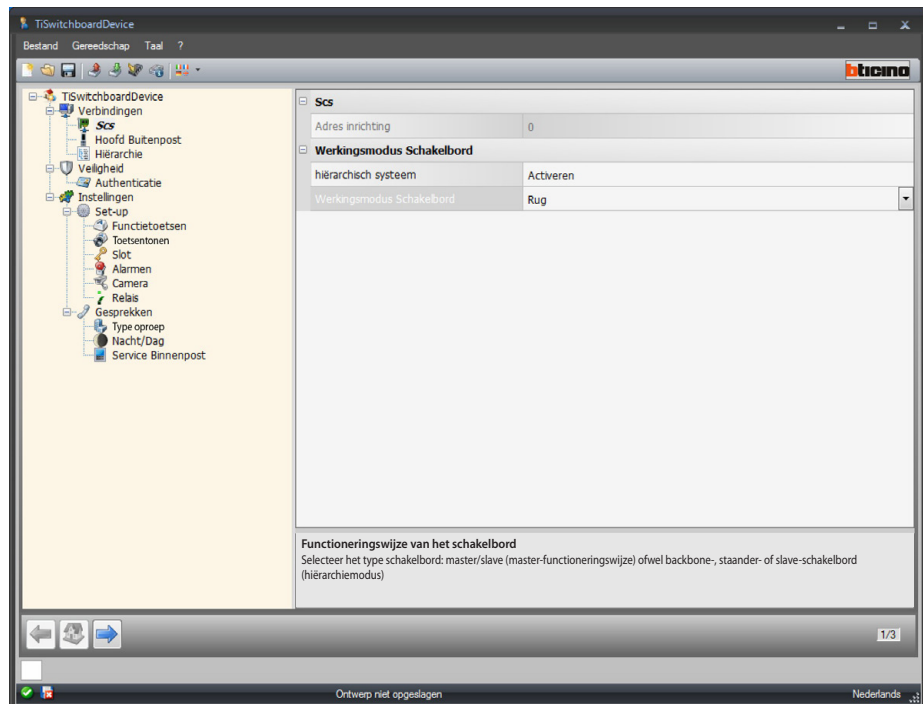 TiSwitchboardDevice
Bestand Gereedschap Taal ?
bticino
TiSwitchboardDevice
Verbindingen
Scs
Hoofd Buitenpost
Hiërarchie
Veiligheid
Authenticatie
Instellingen
Set-up
Functietoetsen
Toetsentonen
Slot
Alarmen
Camera
Relais
Gesprekken
Type oproep
Nacht/Dag
Service Binnenpost
Scs
Adres inrichting 0
Werkingsmodus Schakelbord
hiërarchisch systeem Activeren
Werkingsmodus Schakelbord Rug
Functioneringswijze van het schakelbord
Selecteer het type schakelbord: master/slave (master-functioneringswijze) ofwel backbone-, staander- of slave-schakelbord
(hiërarchiemodus)
1/3
Ontwerp niet opgeslagen Nederlands